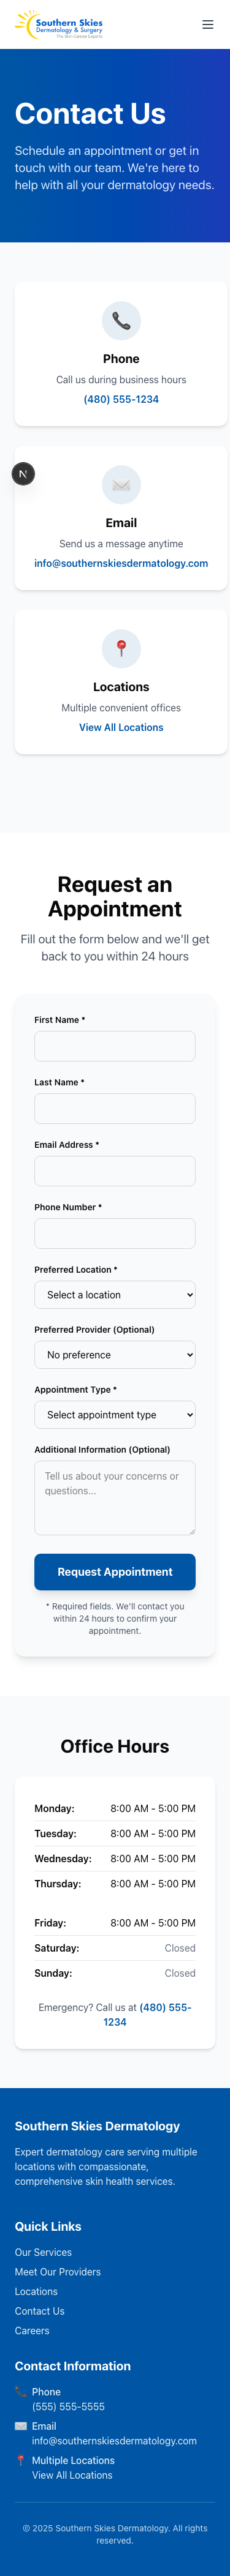 Southern Skies
Dermatology & Surgery
The Skin Cancer Experts
Contact Us
Schedule an appointment or get in
touch with our team. We're here to
help with all your dermatology needs.
Phone
Call us during business hours
(480) 555-1234
N
Email
Send us a message anytime
info@southernskiesdermatology.com
Locations
Multiple convenient offices
View All Locations
Request an
Appointment
Fill out the form below and we'll get
back to you within 24 hours
First Name *
Last Name *
Email Address *
Phone Number *
Preferred Location *
Select a location
Preferred Provider (Optional)
No preference
Appointment Type *
Select appointment type
Additional Information (Optional)
Tell us about your concerns or
questions...
Request Appointment
* Required fields. We'll contact you
within 24 hours to confirm your
appointment.
Office Hours
Monday: 8:00 AM - 5:00 PM
Tuesday: 8:00 AM - 5:00 PM
Wednesday: 8:00 AM - 5:00 PM
Thursday: 8:00 AM - 5:00 PM
Friday: 8:00 AM - 5:00 PM
Saturday: Closed
Sunday: Closed
Emergency? Call us at (480) 555-
1234
Southern Skies Dermatology
Expert dermatology care serving multiple
locations with compassionate,
comprehensive skin health services.
Quick Links
Our Services
Meet Our Providers
Locations
Contact Us
Careers
Contact Information
Phone
(555) 555-5555
Email
info@southernskiesdermatology.com
Multiple Locations
View All Locations
© 2025 Southern Skies Dermatology. All rights
reserved.